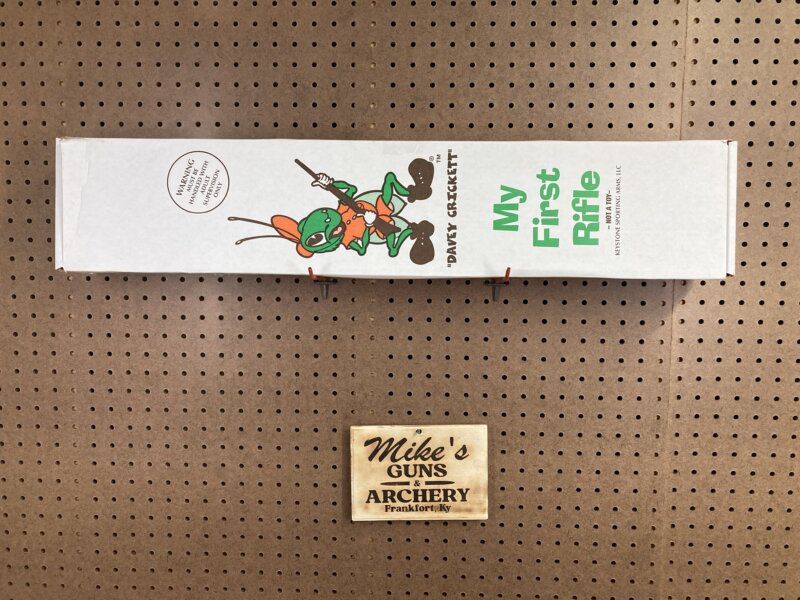 WARNING
MUST BE
HANDLED WITH
ADULT
SUPERVISION
ONLY
"DAVEY CRICKETT"
® ™
My
First
Rifle
- NOT A TOY-
KEYSTONE SPORTING ARMS, LLC
Mike's
GUNS
&
ARCHERY
Frankfort, Ky